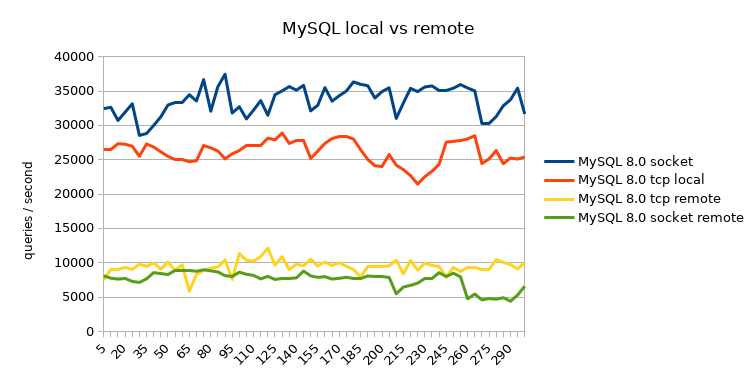 MySQL local vs remote
40000
35000
30000
25000
20000
15000
10000
5000
0
queries / second
5 20 35 50 65 80 95 110 125 140 155 170 185 200 215 230 245 260 275 290
MySQL 8.0 socket
MySQL 8.0 tcp local
MySQL 8.0 tcp remote
MySQL 8.0 socket remote